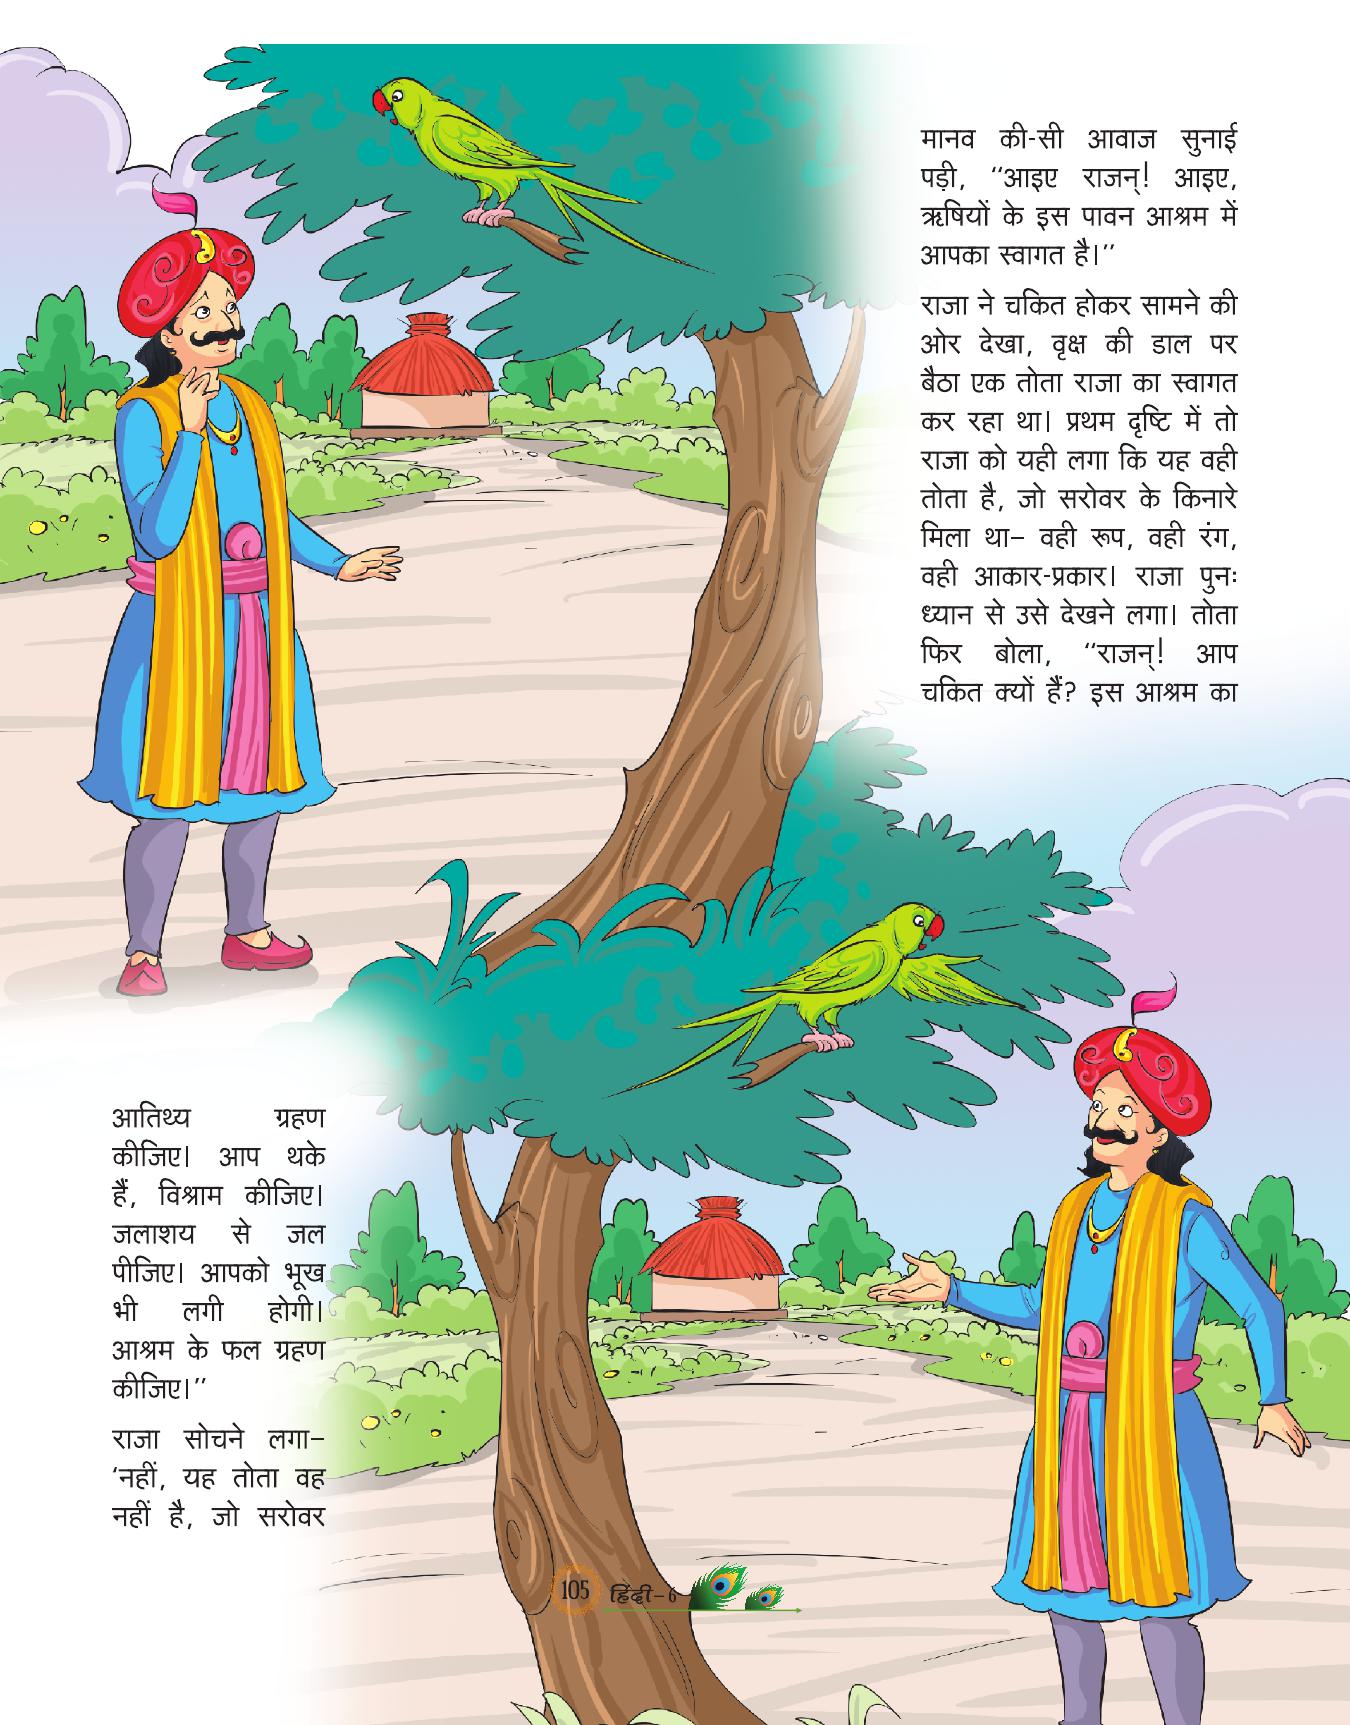 मानव की-सी आवाज सुनाई
पड़ी, ‘‘आइए राजन्! आइए,
ऋषियों के इस पावन आश्रम में
आपका स्वागत है।’’
राजा ने चकित होकर सामने की
ओर देखा, वृक्ष की डाल पर
बैठा एक तोता राजा का स्वागत
कर रहा था। प्रथम दृष्टि में तो
राजा को यही लगा कि यह वही
तोता है, जो सरोवर के किनारे
मिला था– वही रूप, वही रंग,
वही आकार-प्रकार। राजा पुनः
ध्यान से उसे देखने लगा। तोता
फिर बोला, ‘‘राजन्! आप
चकित क्यों हैं? इस आश्रम का
आतिथ्य ग्रहण
कीजिए। आप थके
हैं, विश्राम कीजिए।
जलाशय से जल
पीजिए। आपको भूख
भी लगी होगी।
आश्रम के फल ग्रहण
कीजिए।’’
राजा सोचने लगा–
‘नहीं, यह तोता वह
नहीं है, जो सरोवर
105 हिंदी–6